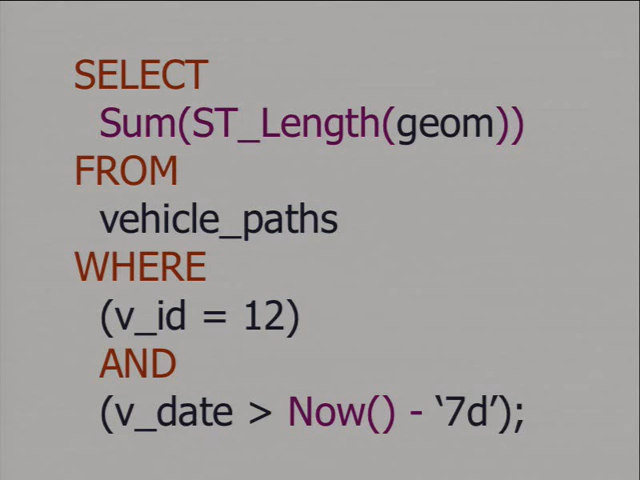 SELECT
Sum(ST_Length(geom))
FROM
vehicle_paths
WHERE
(v_id = 12)
AND
(v_date > Now() - ‘7d’);